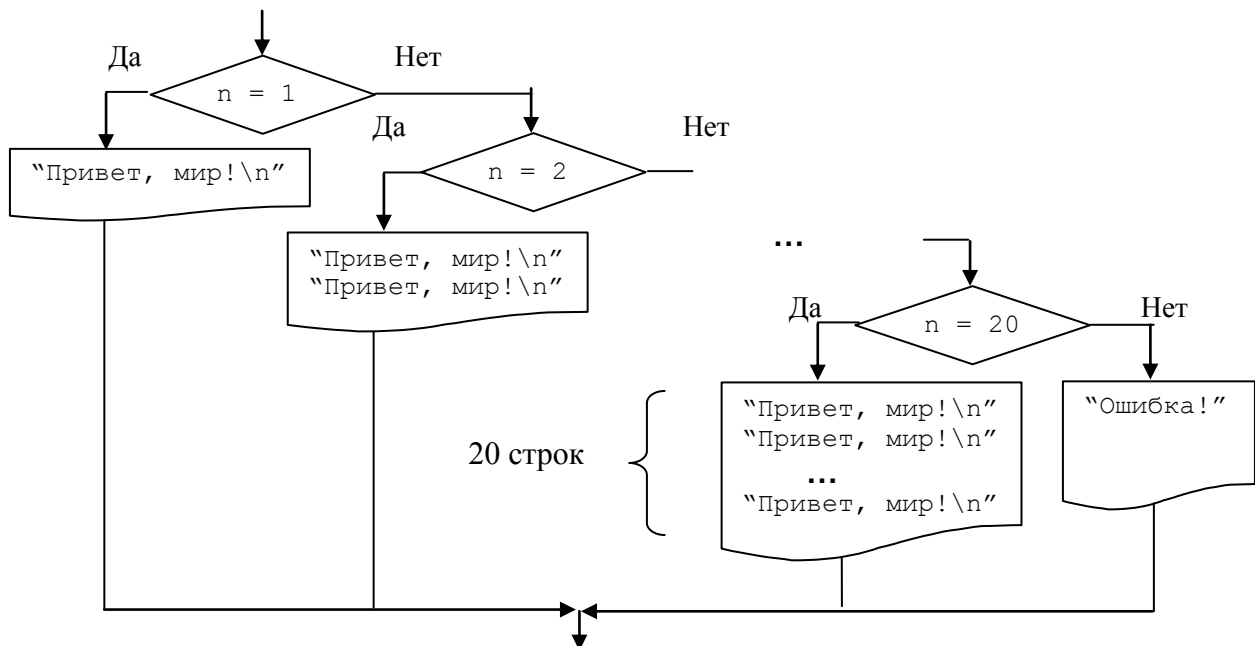 Да
Нет
n = 1
Да
Нет
“Привет, мир!\n”
n = 2
“Привет, мир!\n”
“Привет, мир!\n”
...
Да
Нет
n = 20
“Привет, мир!\n”
“Привет, мир!\n”
...
“Привет, мир!\n”
“Ошибка!”
20 строк